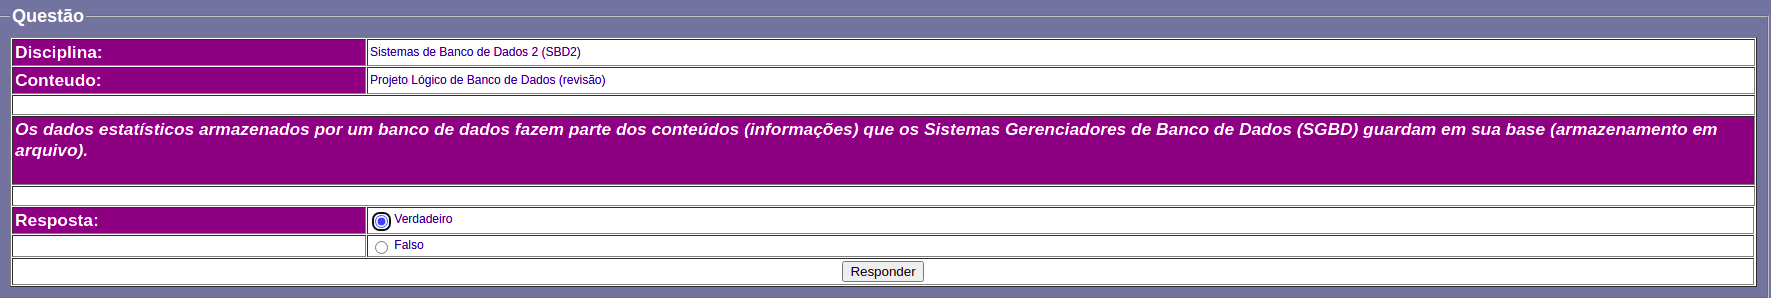 Questão
Disciplina: Sistemas de Banco de Dados 2 (SBD2)
Conteudo: Projeto Lógico de Banco de Dados (revisão)
Os dados estatísticos armazenados por um banco de dados fazem parte dos conteúdos (informações) que os Sistemas Gerenciadores de Banco de Dados (SGBD) guardam em sua base (armazenamento em
arquivo).
Resposta: Verdadeiro
Falso
Responder